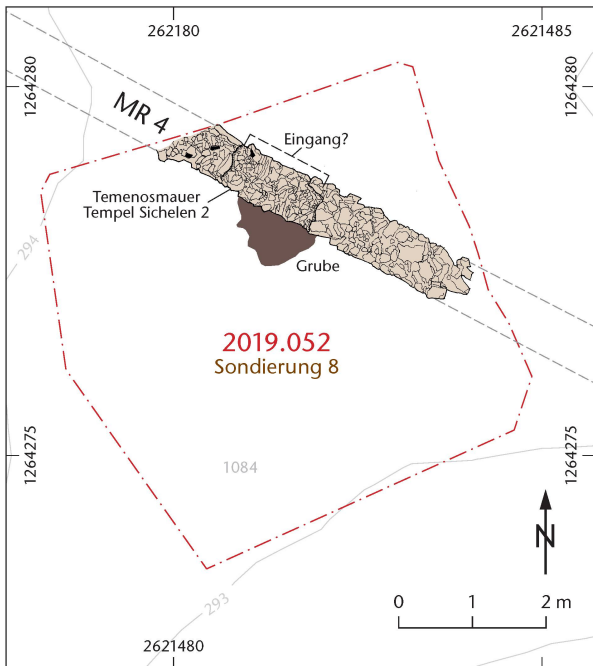 262180
2621485
1264280
1264280
MR 4
Eingang?
Temenosmauer
Tempel Sichelen 2
Grube
294
2019.052
Sondierung 8
1264275
1264275
1084
N
293
0 1 2 m
2621480